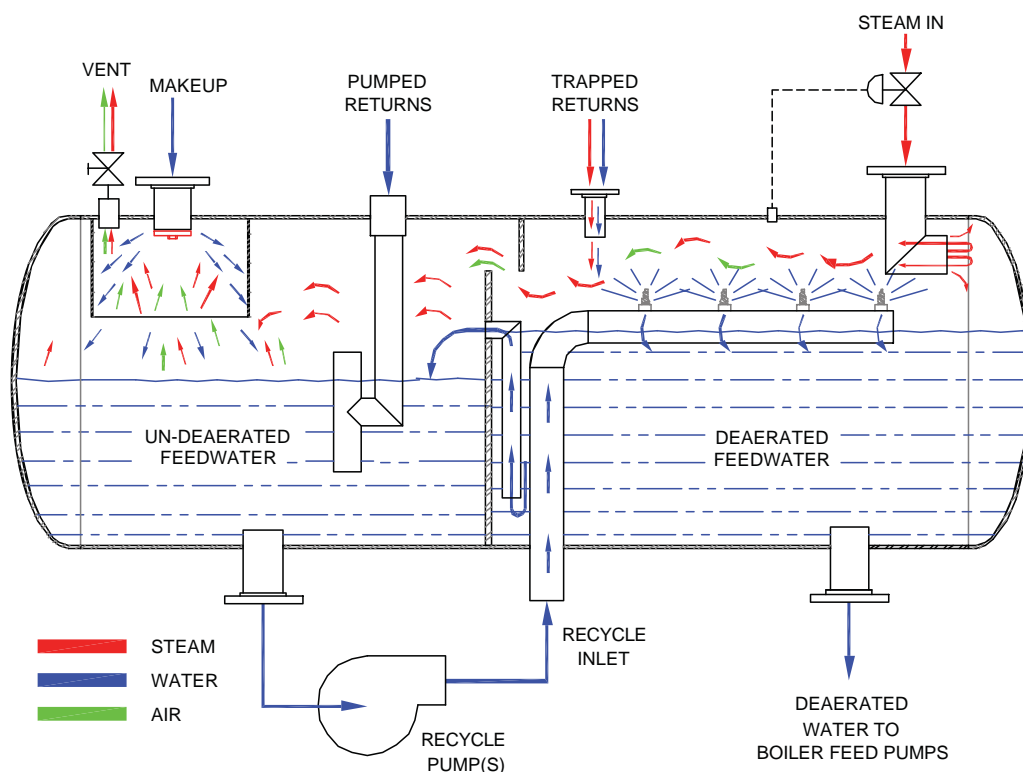 STEAM IN
VENT
MAKEUP
PUMPED
RETURNS
TRAPPED
RETURNS
UN-DEAERATED
FEEDWATER
DEAERATED
FEEDWATER
STEAM
WATER
AIR
RECYCLE
INLET
RECYCLE
PUMP(S)
DEAERATED
WATER TO
BOILER FEED PUMPS